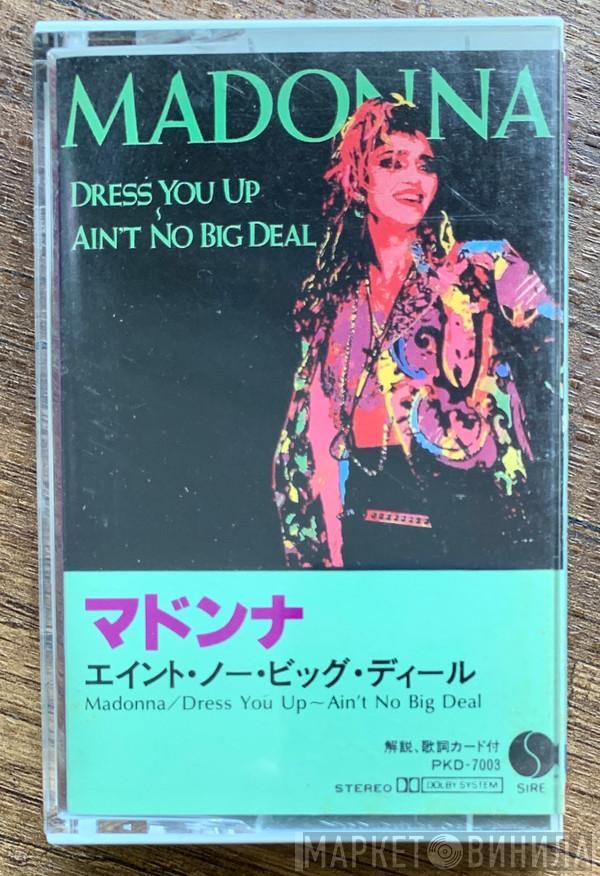 MADONNA
DRESS YOU UP
~
AIN'T NO BIG DEAL
マドンナ
エイント・ノー・ビッグ・ディール
Madonna/Dress You Up~Ain't No Big Deal
解説、歌詞カード付
PKD-7003
STEREO DOLBY SYSTEM
SIRE
МАРКЕТ ВИНИЛА